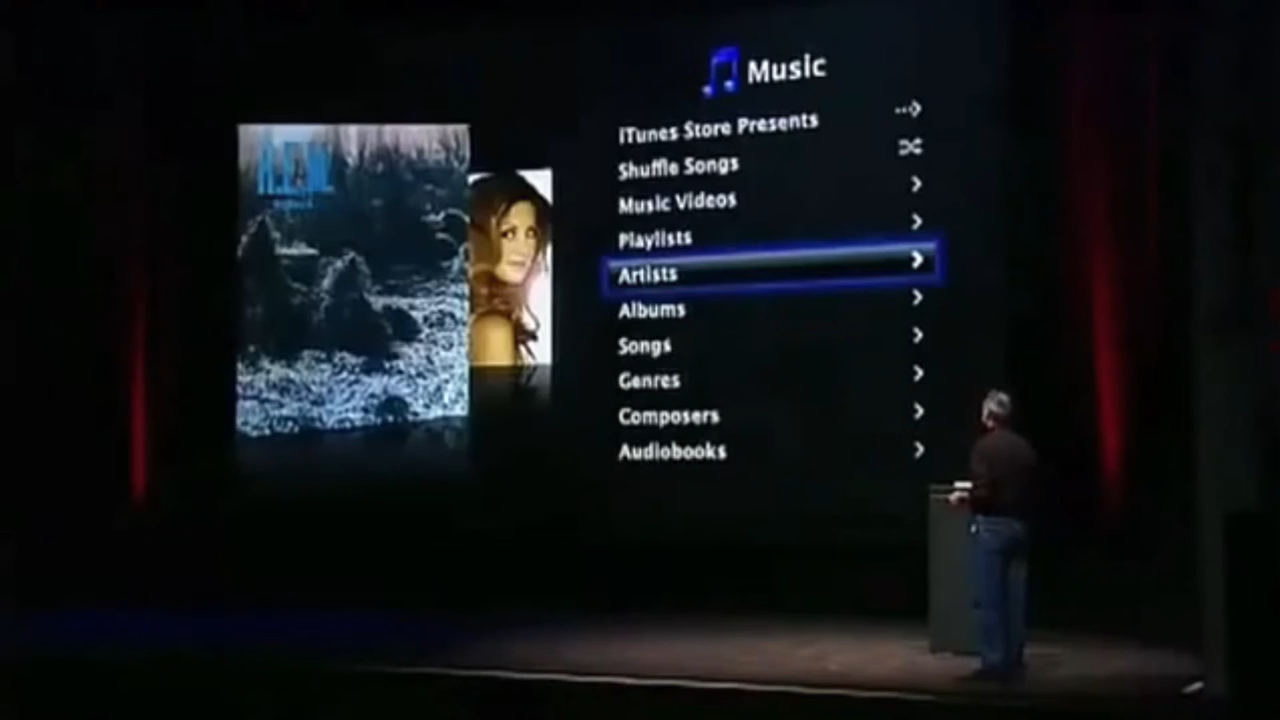 R.E.M.
Music
iTunes Store Presents
Shuffle Songs
Music Videos
Playlists
Artists
Albums
Songs
Genres
Composers
Audiobooks